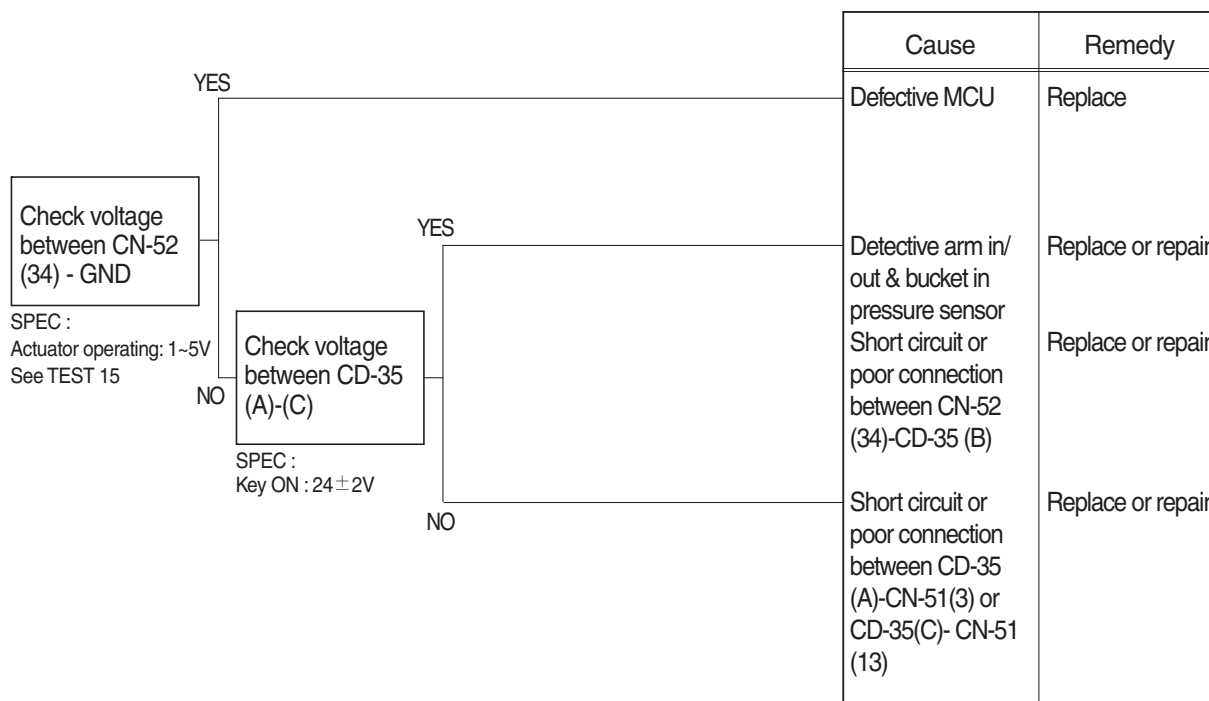 Cause Remedy
YES
Defective MCU Replace
Check voltage
between CN-52
(34) - GND
SPEC :
Actuator operating: 1~5V
See TEST 15
NO
Check voltage
between CD-35
(A)-(C)
SPEC :
Key ON : 24±2V
YES
Detective arm in/ Replace or repair
out & bucket in
pressure sensor
Short circuit or Replace or repair
poor connection
between CN-52
(34)-CD-35 (B)
NO
Short circuit or Replace or repair
poor connection
between CD-35
(A)-CN-51(3) or
CD-35(C)- CN-51
(13)